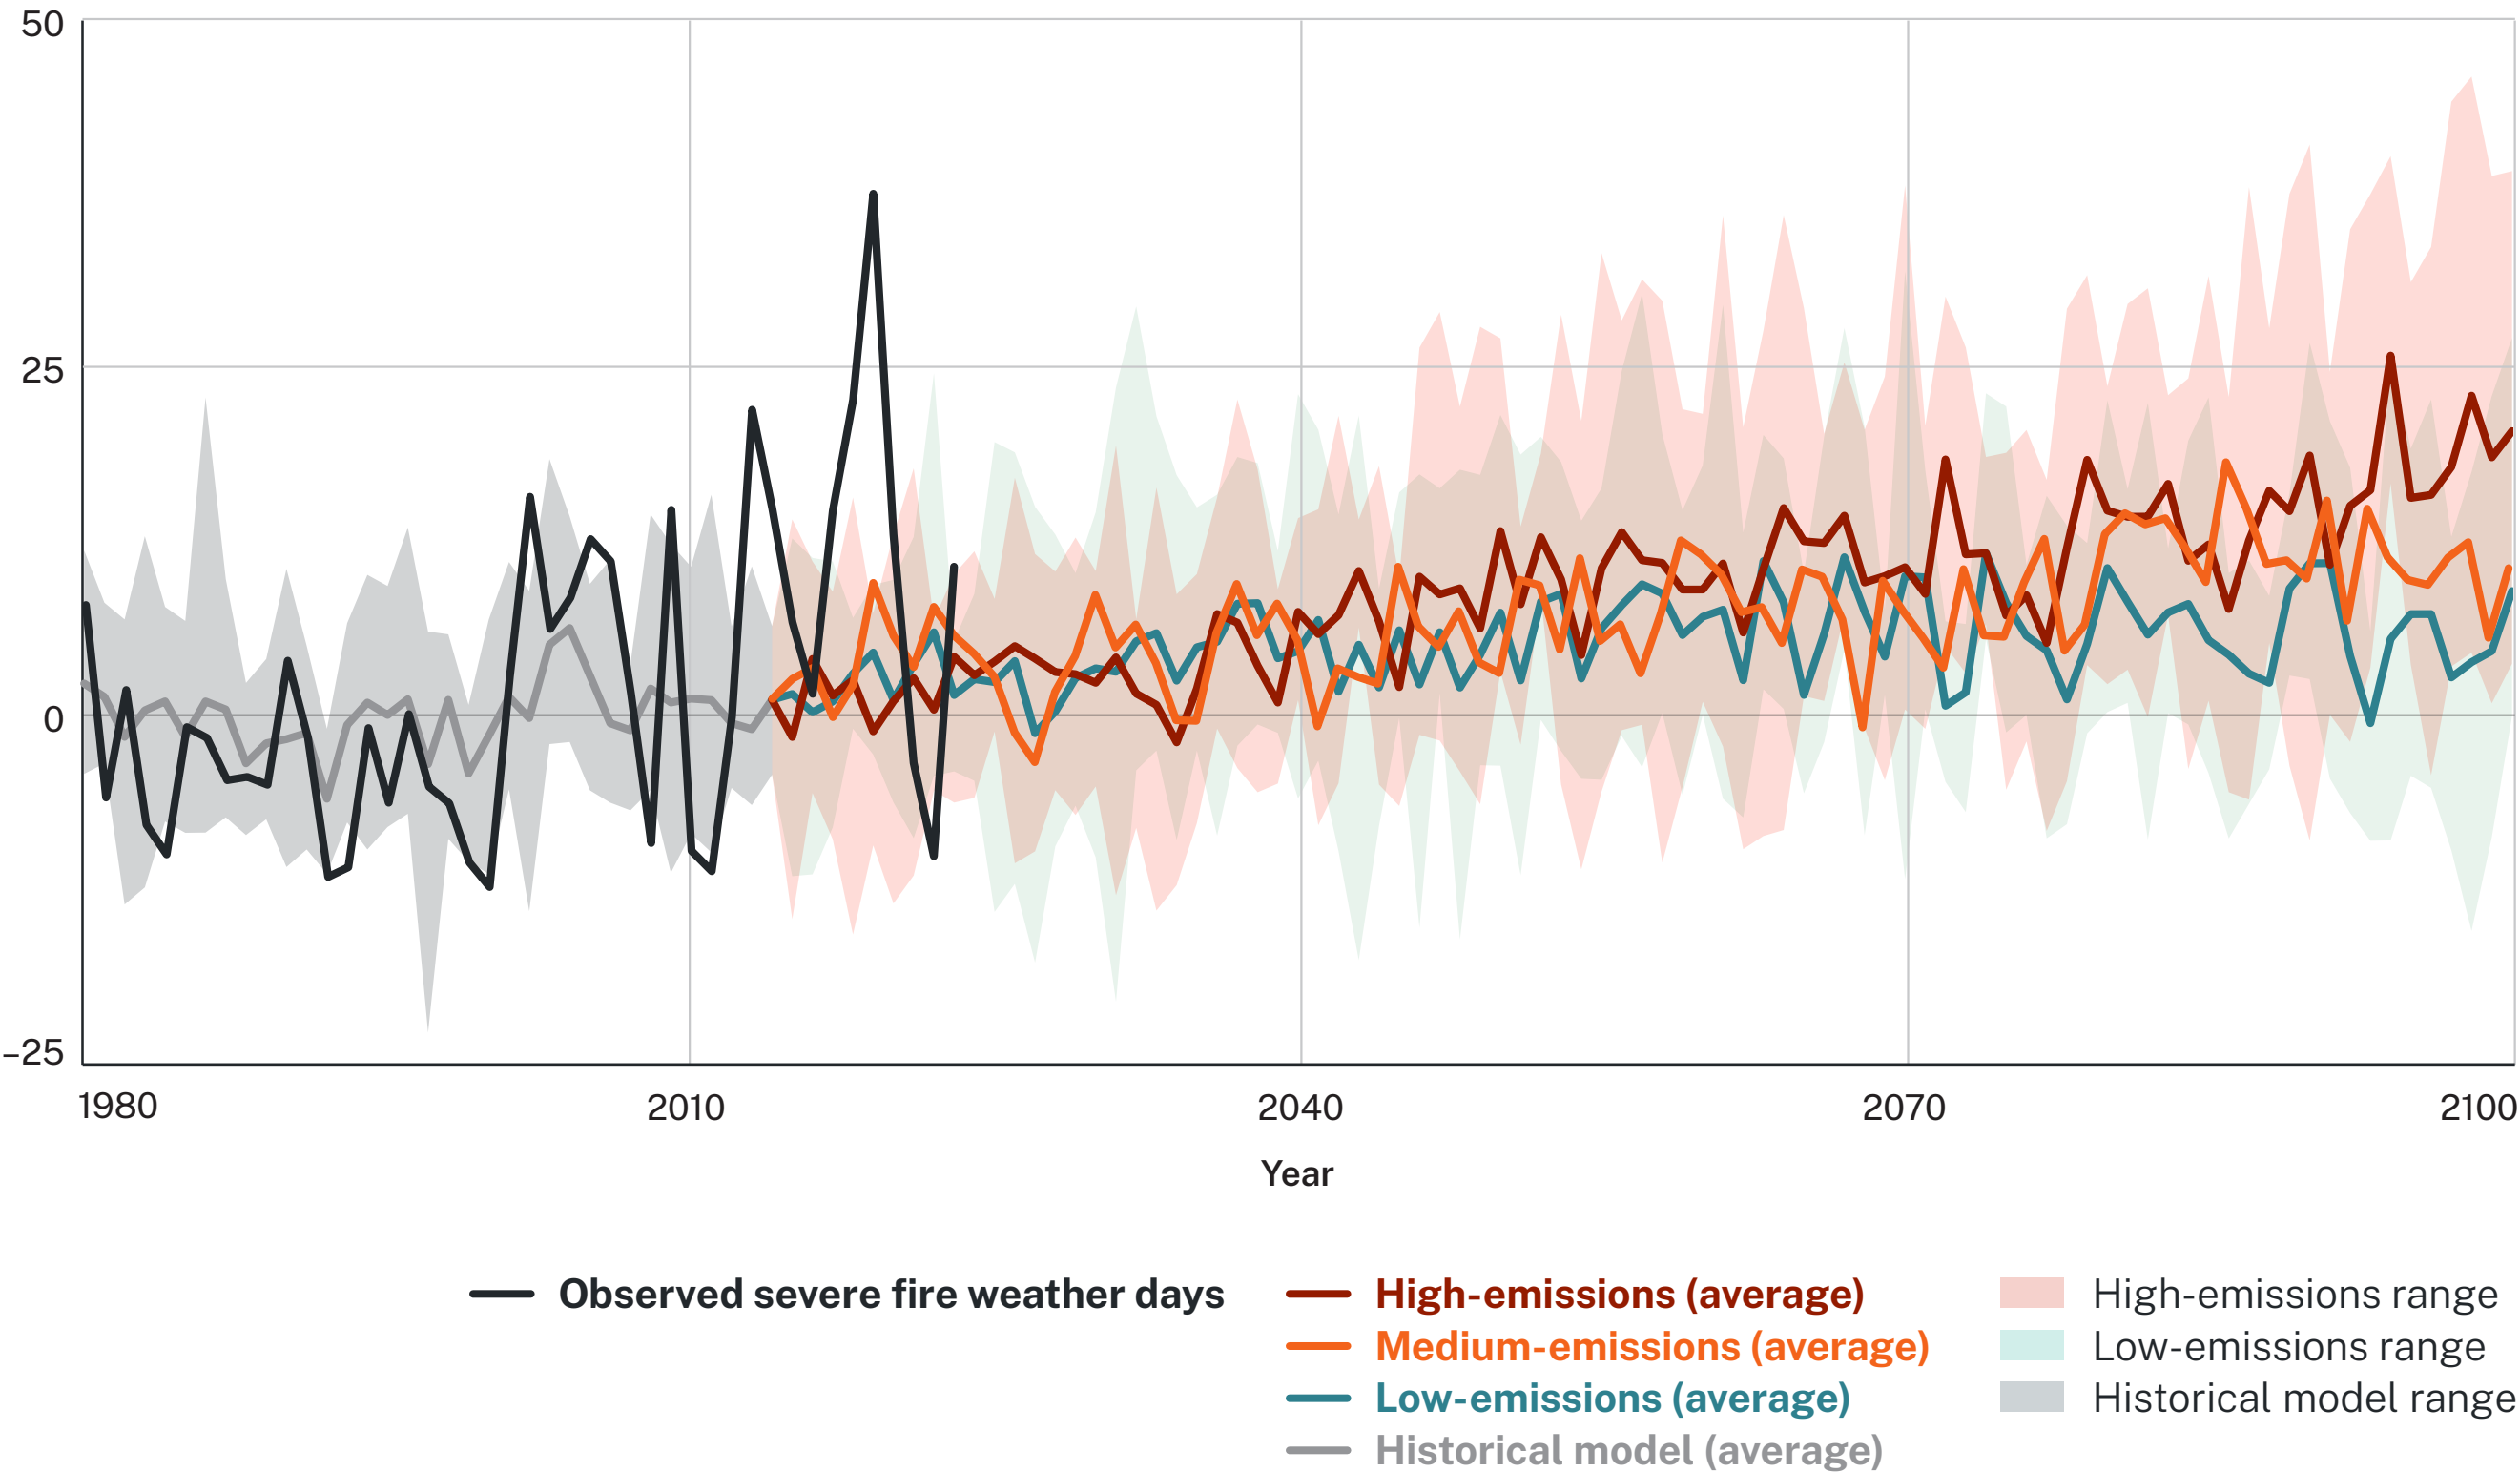 50
25
0
–25
1980 2010 2040 2070 2100
Year
Observed severe fire weather days
High-emissions (average)
Medium-emissions (average)
Low-emissions (average)
Historical model (average)
High-emissions range
Low-emissions range
Historical model range